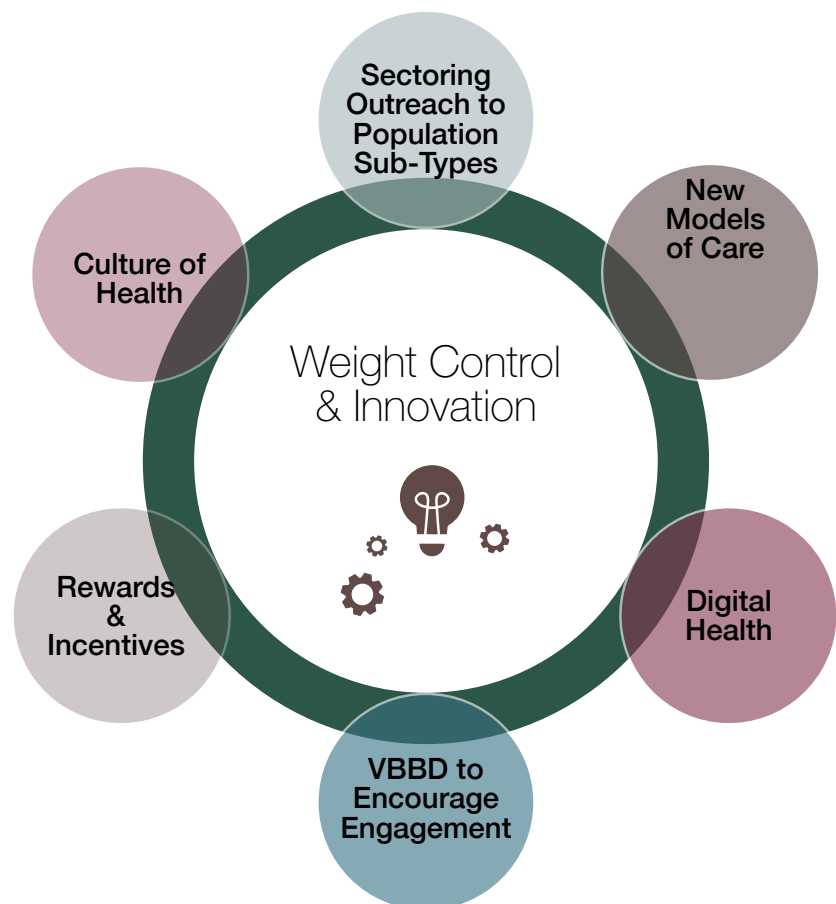 Sectoring
Outreach to
Population
Sub-Types
New
Models
of Care
Culture of
Health
Weight Control
& Innovation
Rewards
&
Incentives
Digital
Health
VBBD to
Encourage
Engagement